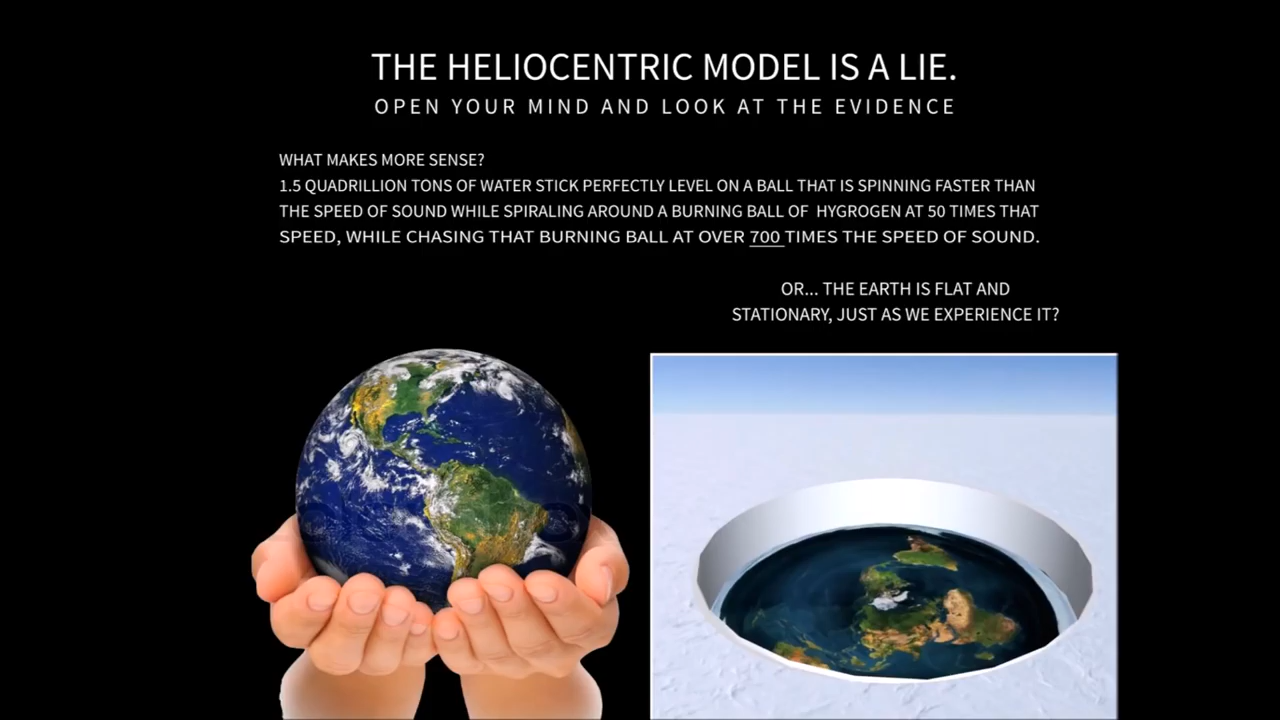 THE HELIOCENTRIC MODEL IS A LIE.
OPEN YOUR MIND AND LOOK AT THE EVIDENCE
WHAT MAKES MORE SENSE?
1.5 QUADRILLION TONS OF WATER STICK PERFECTLY LEVEL ON A BALL THAT IS SPINNING FASTER THAN
THE SPEED OF SOUND WHILE SPIRALING AROUND A BURNING BALL OF HYGROGEN AT 50 TIMES THAT
SPEED, WHILE CHASING THAT BURNING BALL AT OVER 700 TIMES THE SPEED OF SOUND.
OR... THE EARTH IS FLAT AND
STATIONARY, JUST AS WE EXPERIENCE IT?